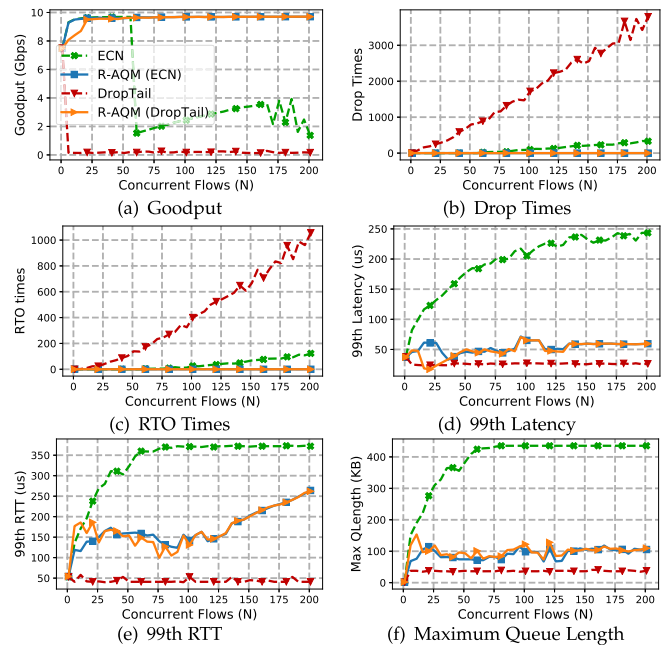 10
8
6
4
2
0
Goodput (Gbps)
ECN
R-AQM (ECN)
DropTail
R-AQM (DropTail)
0 25 50 75 100 125 150 175 200
Concurrent Flows (N)
(a) Goodput
3000
2000
1000
0
Drop Times
0 25 50 75 100 125 150 175 200
Concurrent Flows (N)
(b) Drop Times
1000
800
600
400
200
0
RTO times
0 25 50 75 100 125 150 175 200
Concurrent Flows (N)
(c) RTO Times
250
200
150
100
50
99th Latency (us)
0 25 50 75 100 125 150 175 200
Concurrent Flows (N)
(d) 99th Latency
350
300
250
200
150
100
50
99th RTT (us)
0 25 50 75 100 125 150 175 200
Concurrent Flows (N)
(e) 99th RTT
400
300
200
100
0
Max QLength (KB)
0 25 50 75 100 125 150 175 200
Concurrent Flows (N)
(f) Maximum Queue Length